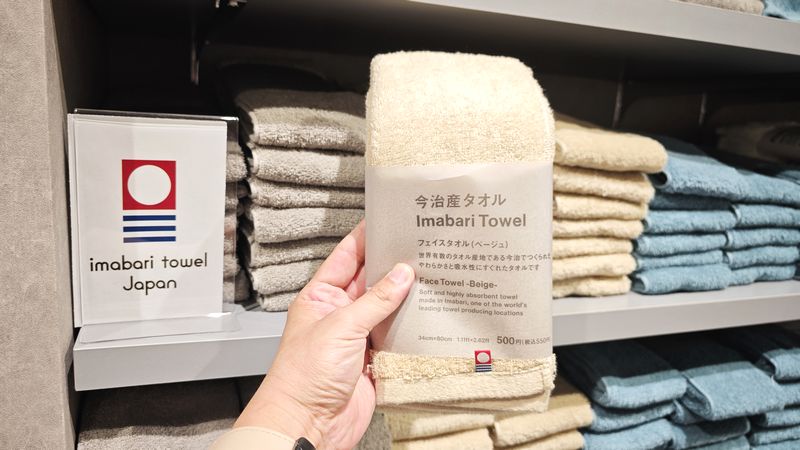 imabari towel
Japan
今治産タオル
Imabari Towel
フェイスタオル(ベージュ)
世界有数のタオル産地である今治でつくられた
やわらかさと吸水性にすぐれたタオルです
Face Towel -Beige-
Soft and highly absorbent towel
made in Imabari, one of the world's
leading towel producing locations
34cm×80cm 1.11ft×2.62ft 500円(税込550円)